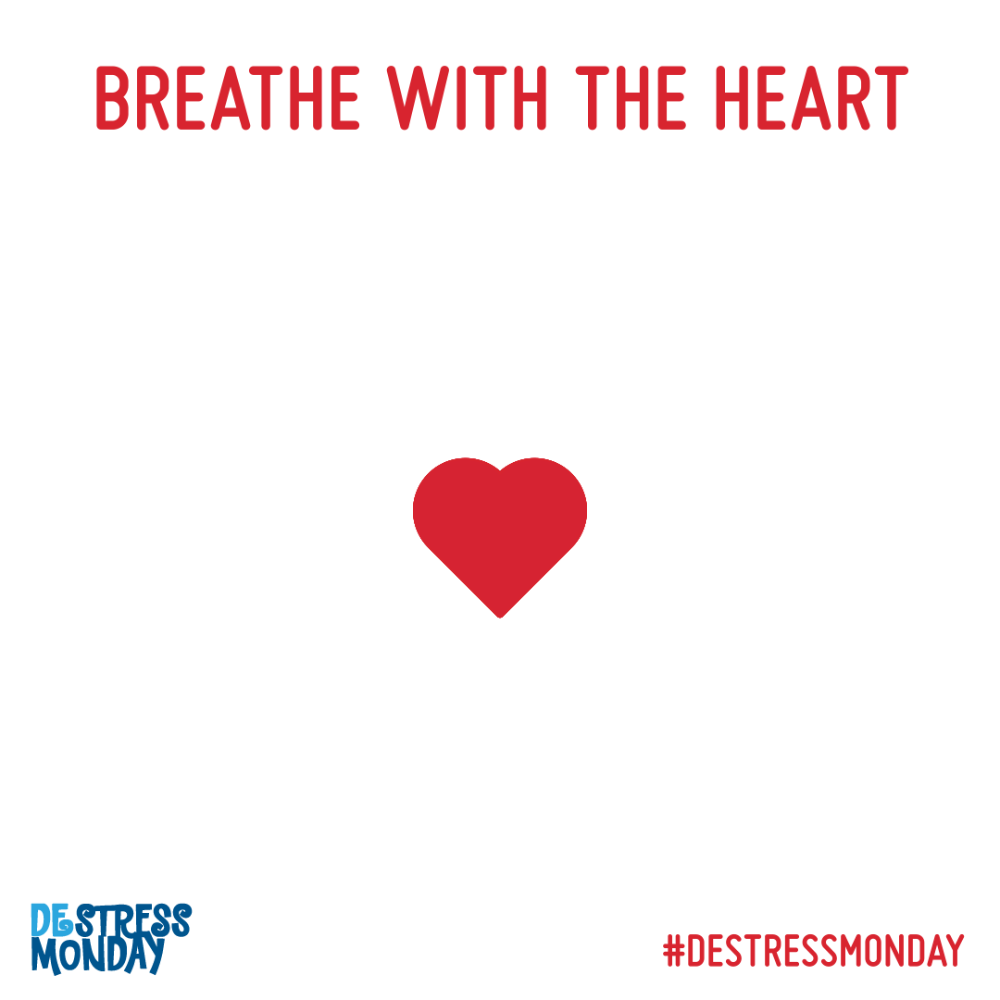 BREATHE WITH THE HEART
DESTRESS
MONDAY
#DESTRESSMONDAY